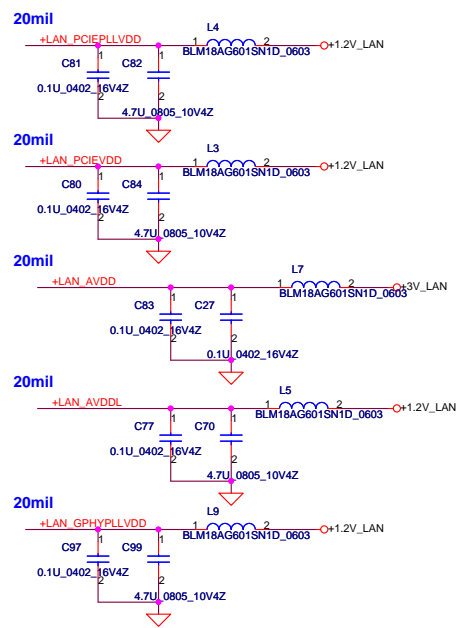 20mil
L4
+LAN_PCIEPLLVDD 1 2 +1.2V_LAN
BLM18AG601SN1D_0603
C81 1 C82 1
0.1U_0402_16V4Z
2 2
4.7U_0805_10V4Z
20mil
L3
+LAN_PCIEVDD 1 2 +1.2V_LAN
BLM18AG601SN1D_0603
C80 1 C84 1
0.1U_0402_16V4Z
2 2
4.7U_0805_10V4Z
20mil
L7
+LAN_AVDD 1 2 +3V_LAN
BLM18AG601SN1D_0603
C83 1 C27 1
0.1U_0402_16V4Z
2 2
0.1U_0402_16V4Z
20mil
L5
+LAN_AVDDL 1 2 +1.2V_LAN
BLM18AG601SN1D_0603
C77 1 C70 1
0.1U_0402_16V4Z
2 2
4.7U_0805_10V4Z
20mil
L9
+LAN_GPHYPLLVDD 1 2 +1.2V_LAN
BLM18AG601SN1D_0603
C97 1 C99 1
0.1U_0402_16V4Z
2 2
4.7U_0805_10V4Z